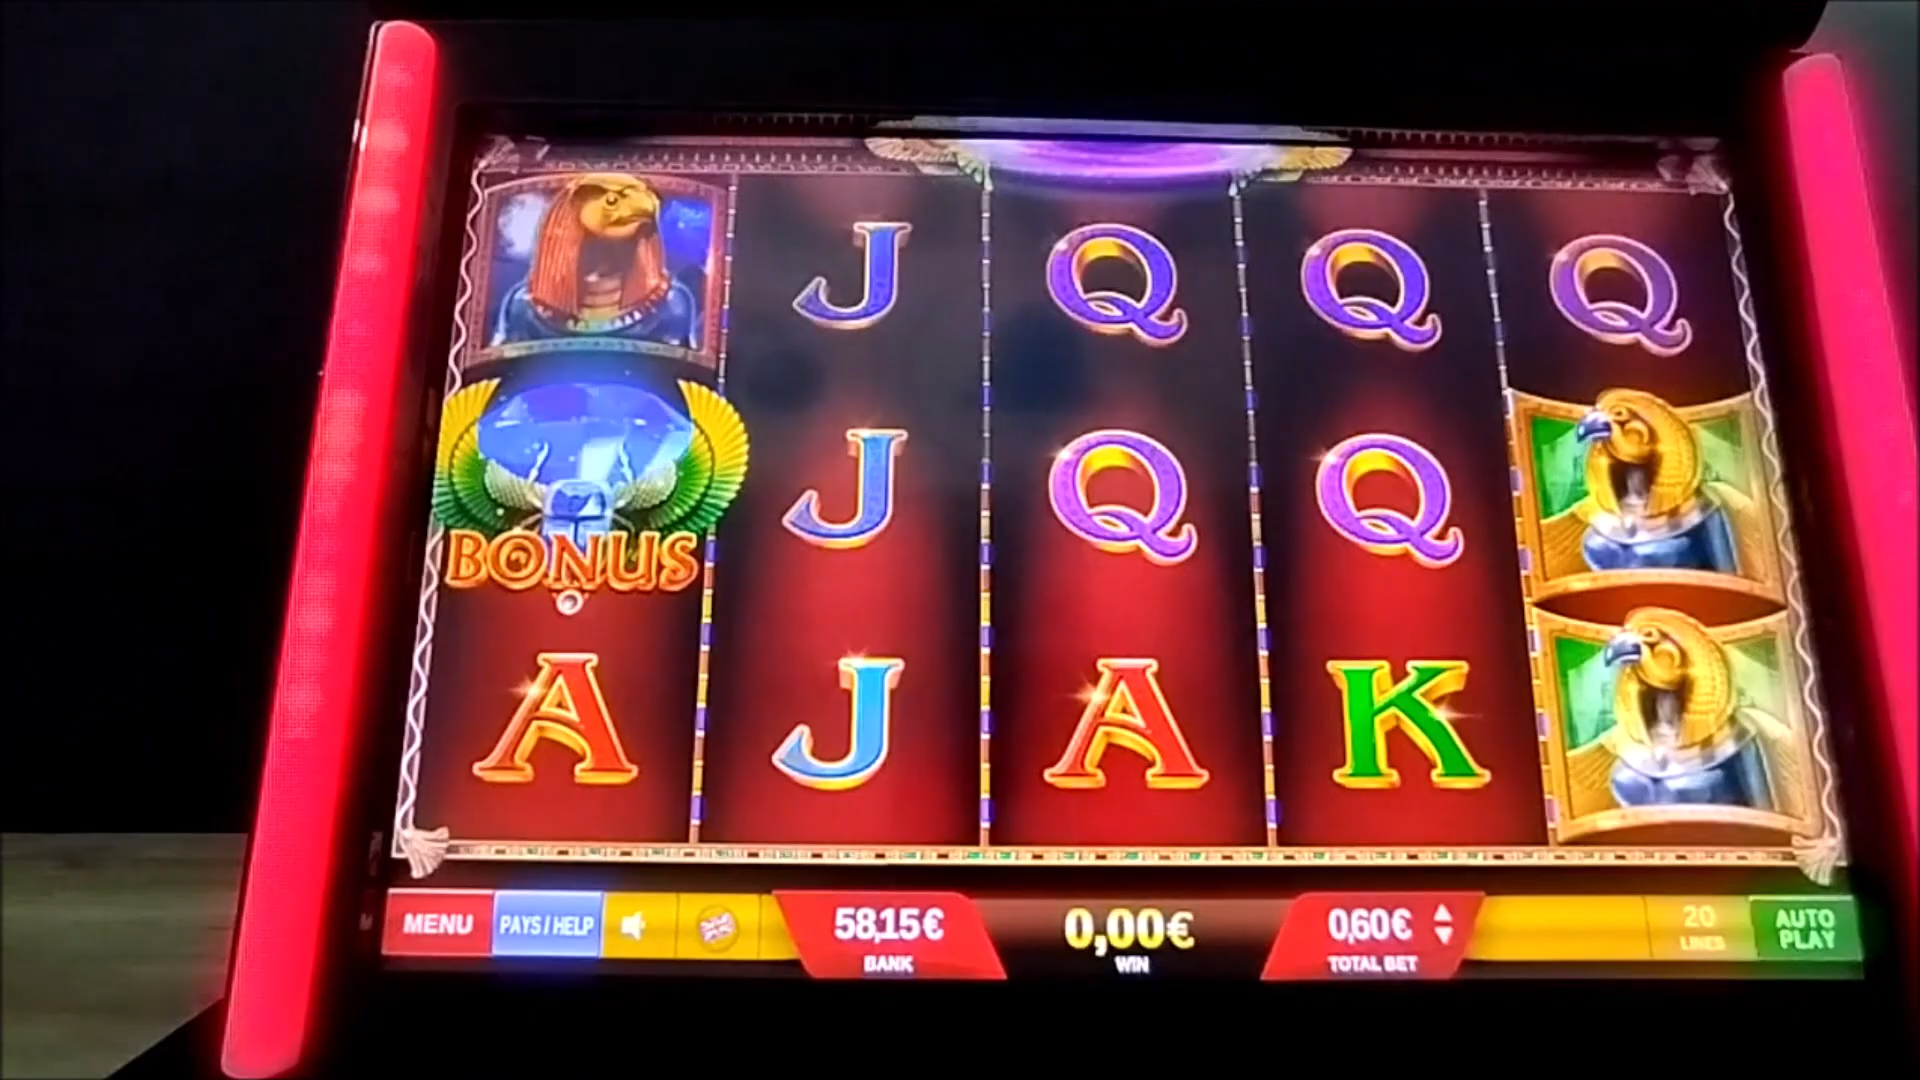 J Q Q Q
J Q Q
BONUS
A J A K
MENU PAYS / HELP 58,15€ 0,00€ 0,60€ 20 AUTO
BANK WIN TOTAL BET LINES PLAY